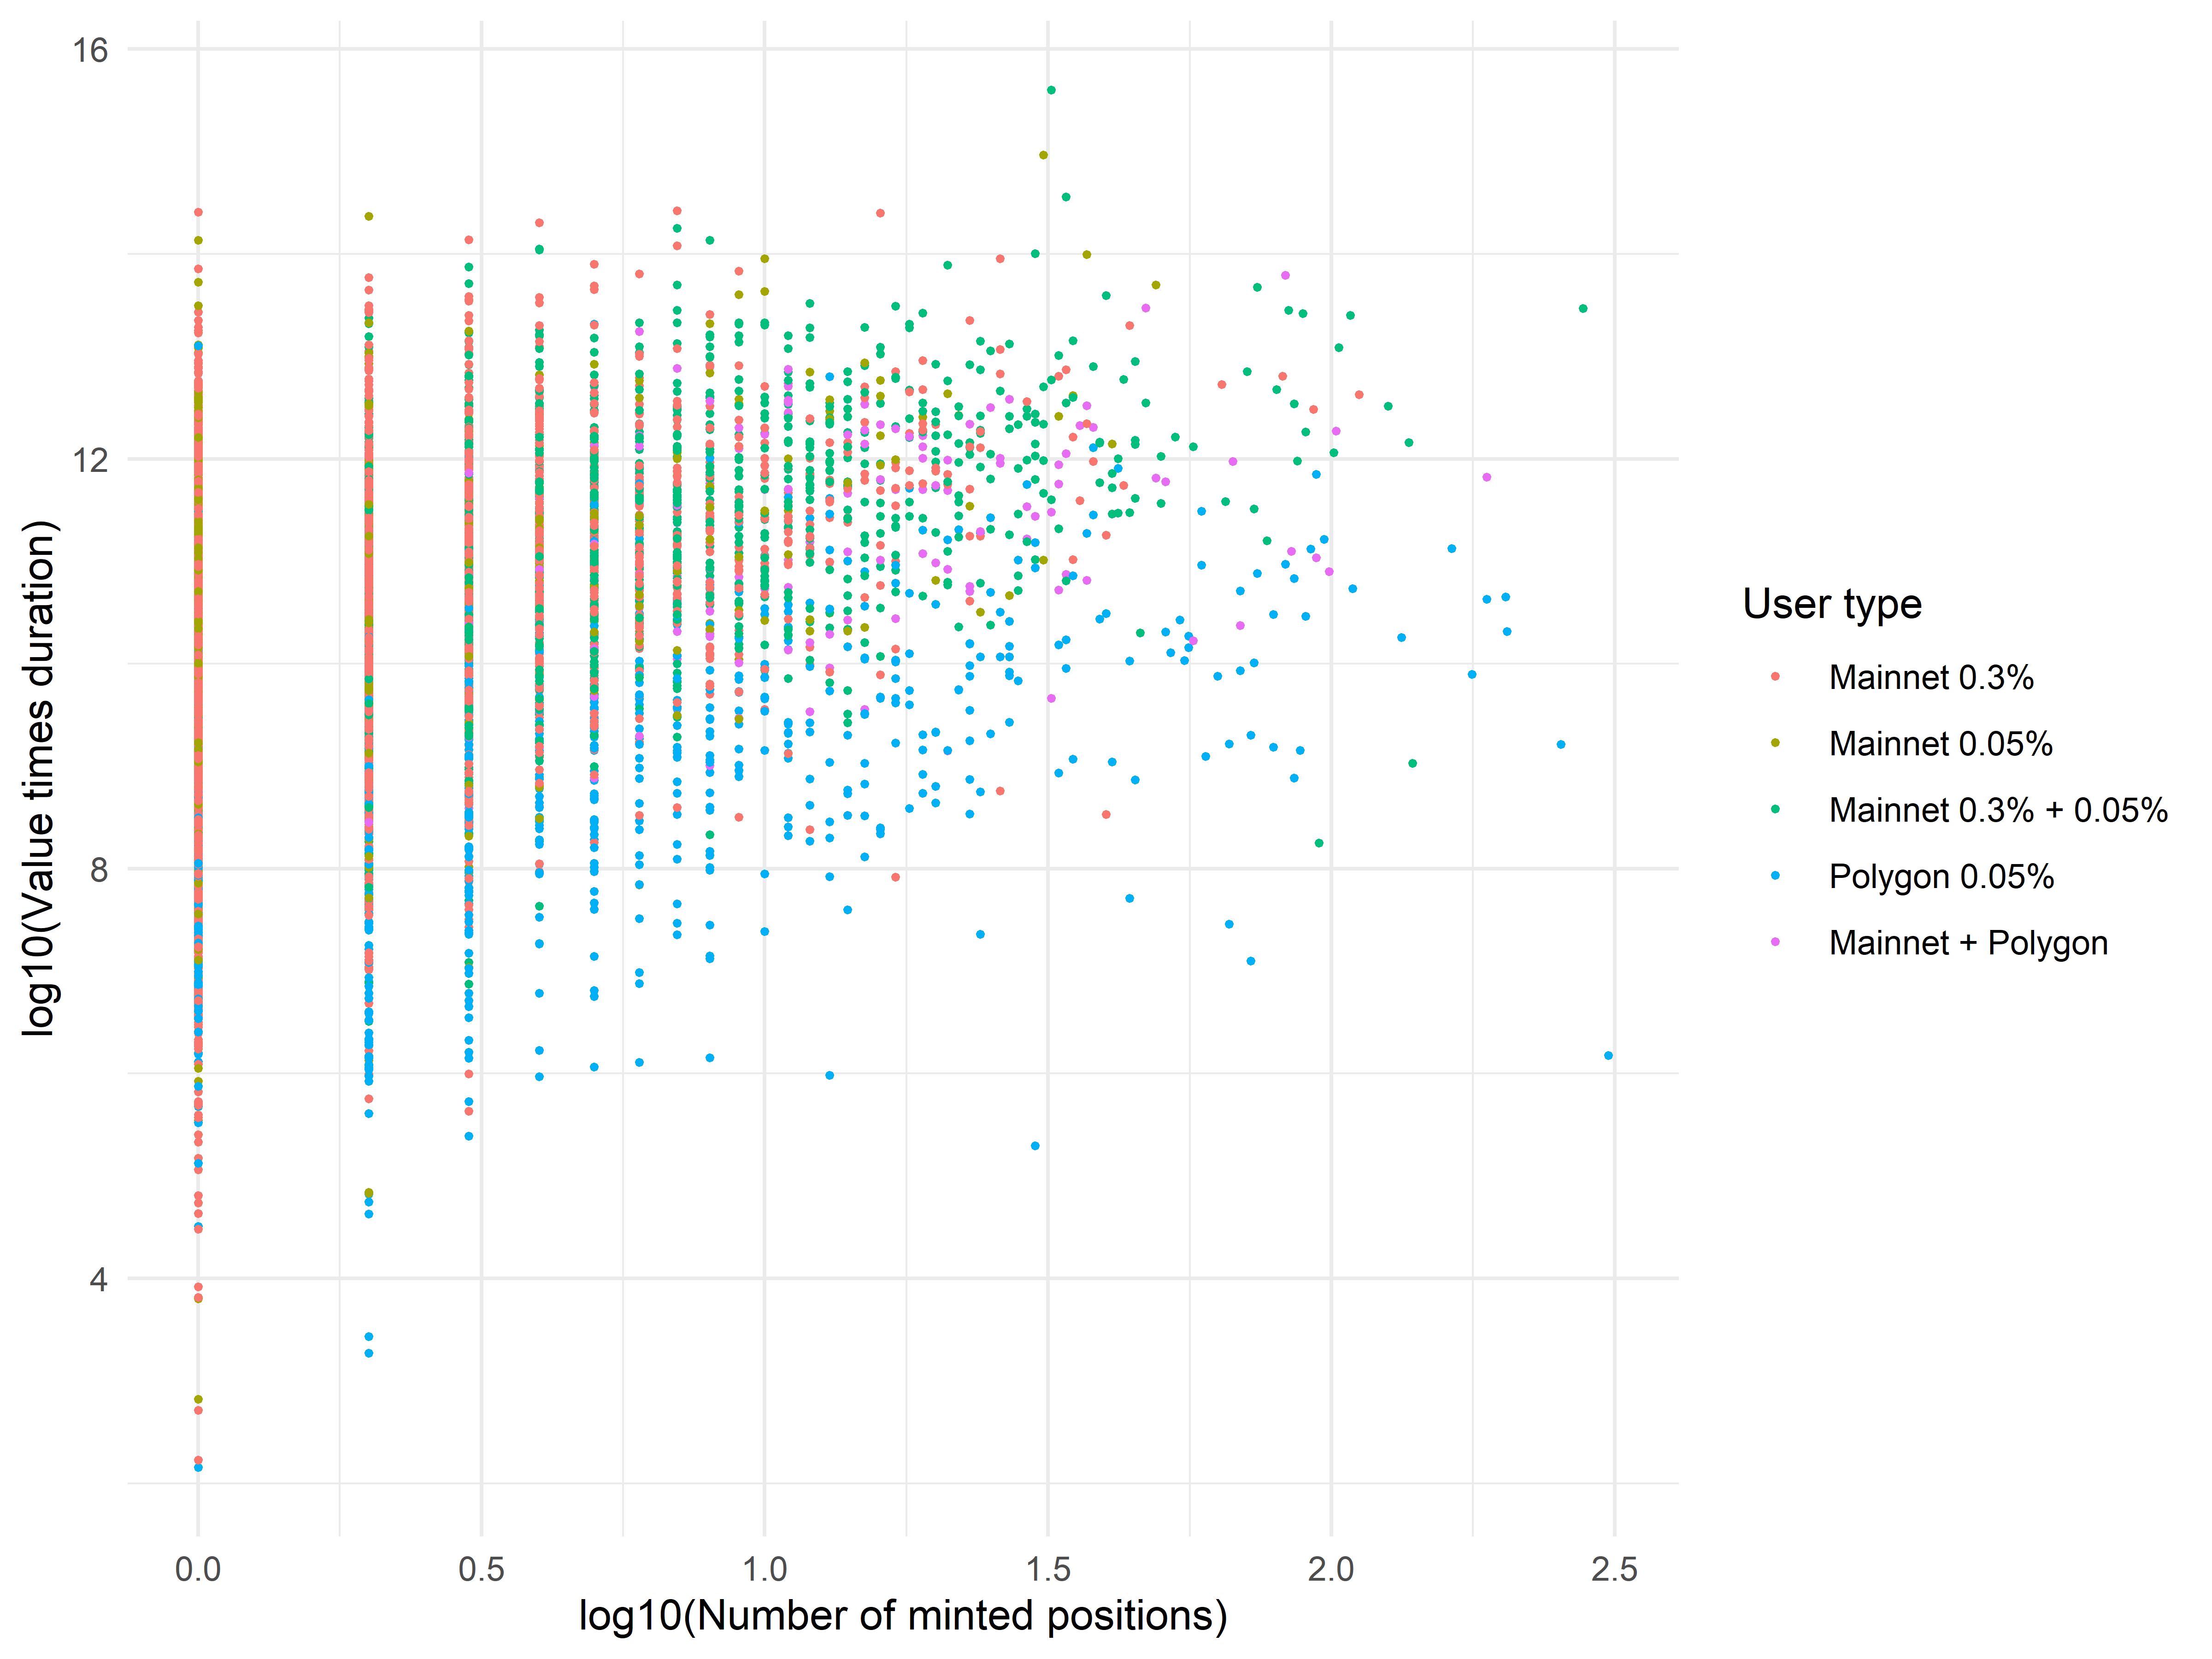 16
12
8
4
log10(Value times duration)
0.0 0.5 1.0 1.5 2.0 2.5
log10(Number of minted positions)
User type
Mainnet 0.3%
Mainnet 0.05%
Mainnet 0.3% + 0.05%
Polygon 0.05%
Mainnet + Polygon